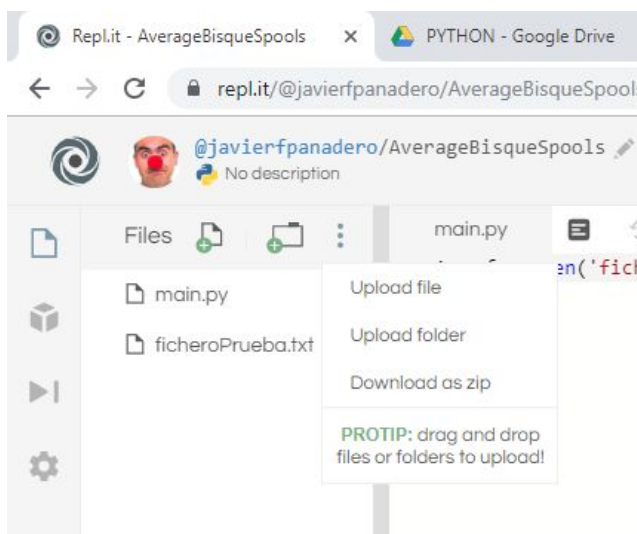 Repl.it - AverageBisqueSpools
PYTHON - Google Drive
repl.it/@javierfpanadero/AverageBisqueSpools
@javierfpanadero/AverageBisqueSpools
No description
Files
main.py
main.py
ficheroPrueba.txt
en('fich
Upload file
Upload folder
Download as zip
PROTIP: drag and drop
files or folders to upload!